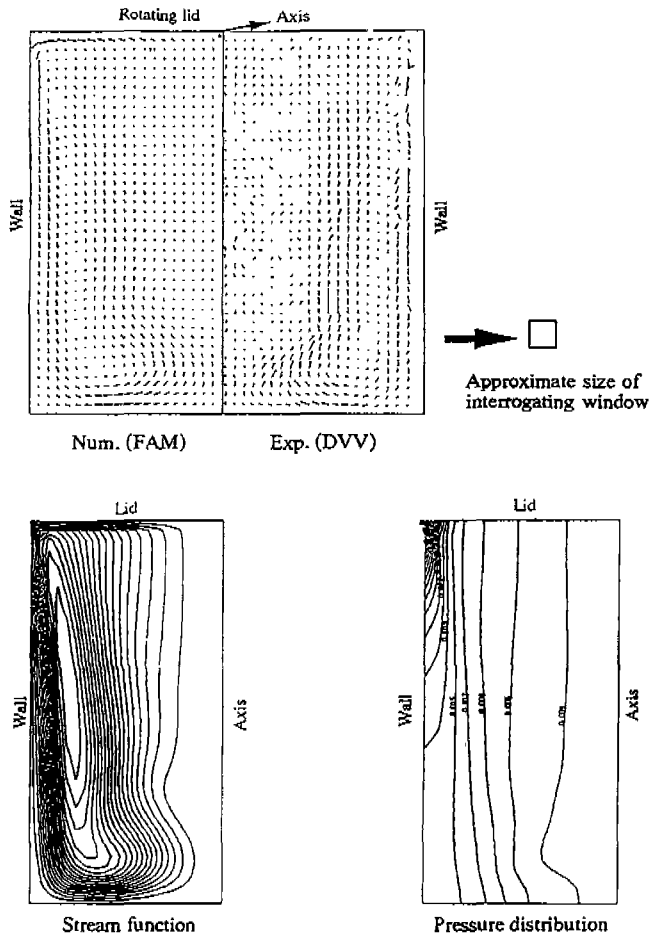 Rotating lid
Axis
Wall
Wall
Approximate size of
interrogating window
Num. (FAM)
Exp. (DVV)
Lid
Lid
Wall
Axis
Wall
Axis
Stream function
Pressure distribution